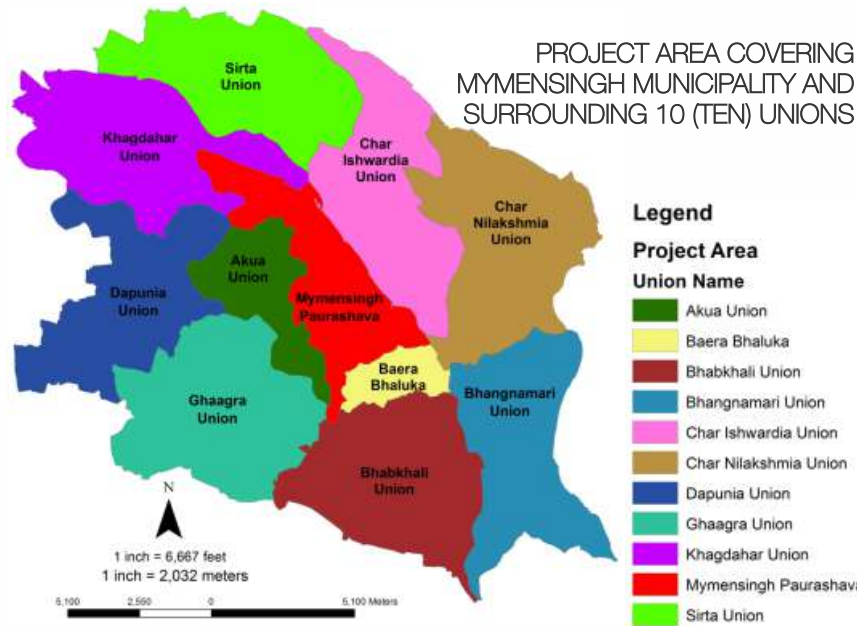 PROJECT AREA COVERING
MYMENSINGH MUNICIPALITY AND
SURROUNDING 10 (TEN) UNIONS
Sirta
Union
Khagdahar
Union
Char
Ishwardia
Union
Char
Nilakshmia
Union
Akua
Union
Dapunia
Union
Mymensingh
Paurashava
Baera
Bhaluka
Ghaagra
Union
Bhangnamari
Union
Bhabkhali
Union
N
1 inch = 6,667 feet
1 inch = 2,032 meters
5,100 2,550 0 5,100 Meters
Legend
Project Area
Union Name
Akua Union
Baera Bhaluka
Bhabkhali Union
Bhangnamari Union
Char Ishwardia Union
Char Nilakshmia Union
Dapunia Union
Ghaagra Union
Khagdahar Union
Mymensingh Paurashava
Sirta Union